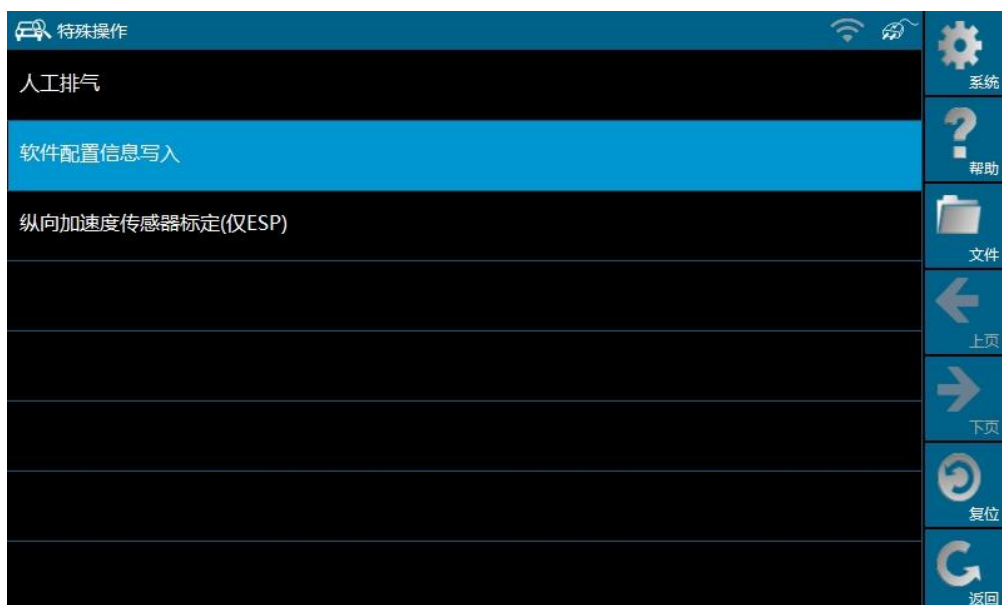 特殊操作
人工排气
软件配置信息写入
纵向加速度传感器标定(仅ESP)
系统
帮助
文件
上页
下页
复位
返回